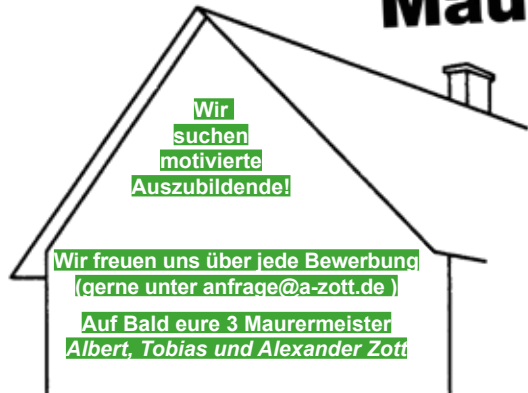 Mau
Wir
suchen
motivierte
Auszubildende!
Wir freuen uns über jede Bewerbung
(gerne unter anfrage@a-zott.de )
Auf Bald eure 3 Maurermeister
Albert, Tobias und Alexander Zott